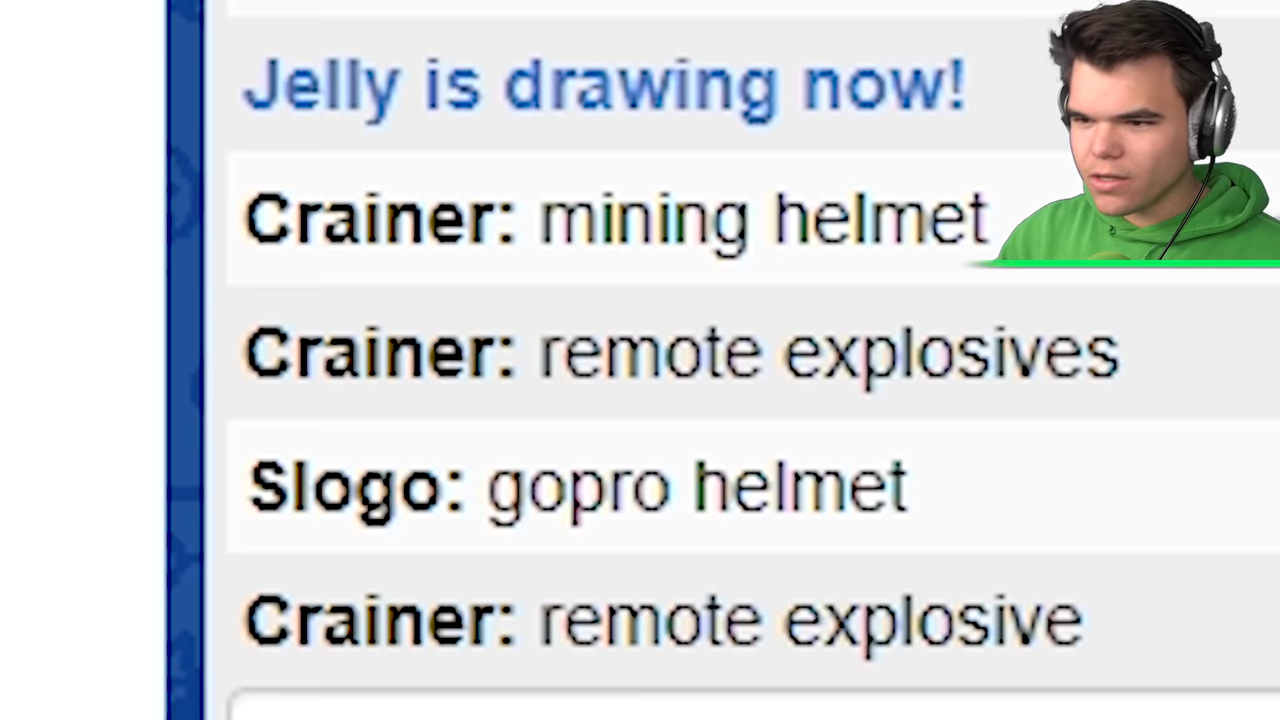 Jelly is drawing now!
Crainer: mining helmet
Crainer: remote explosives
Slogo: gopro helmet
Crainer: remote explosive